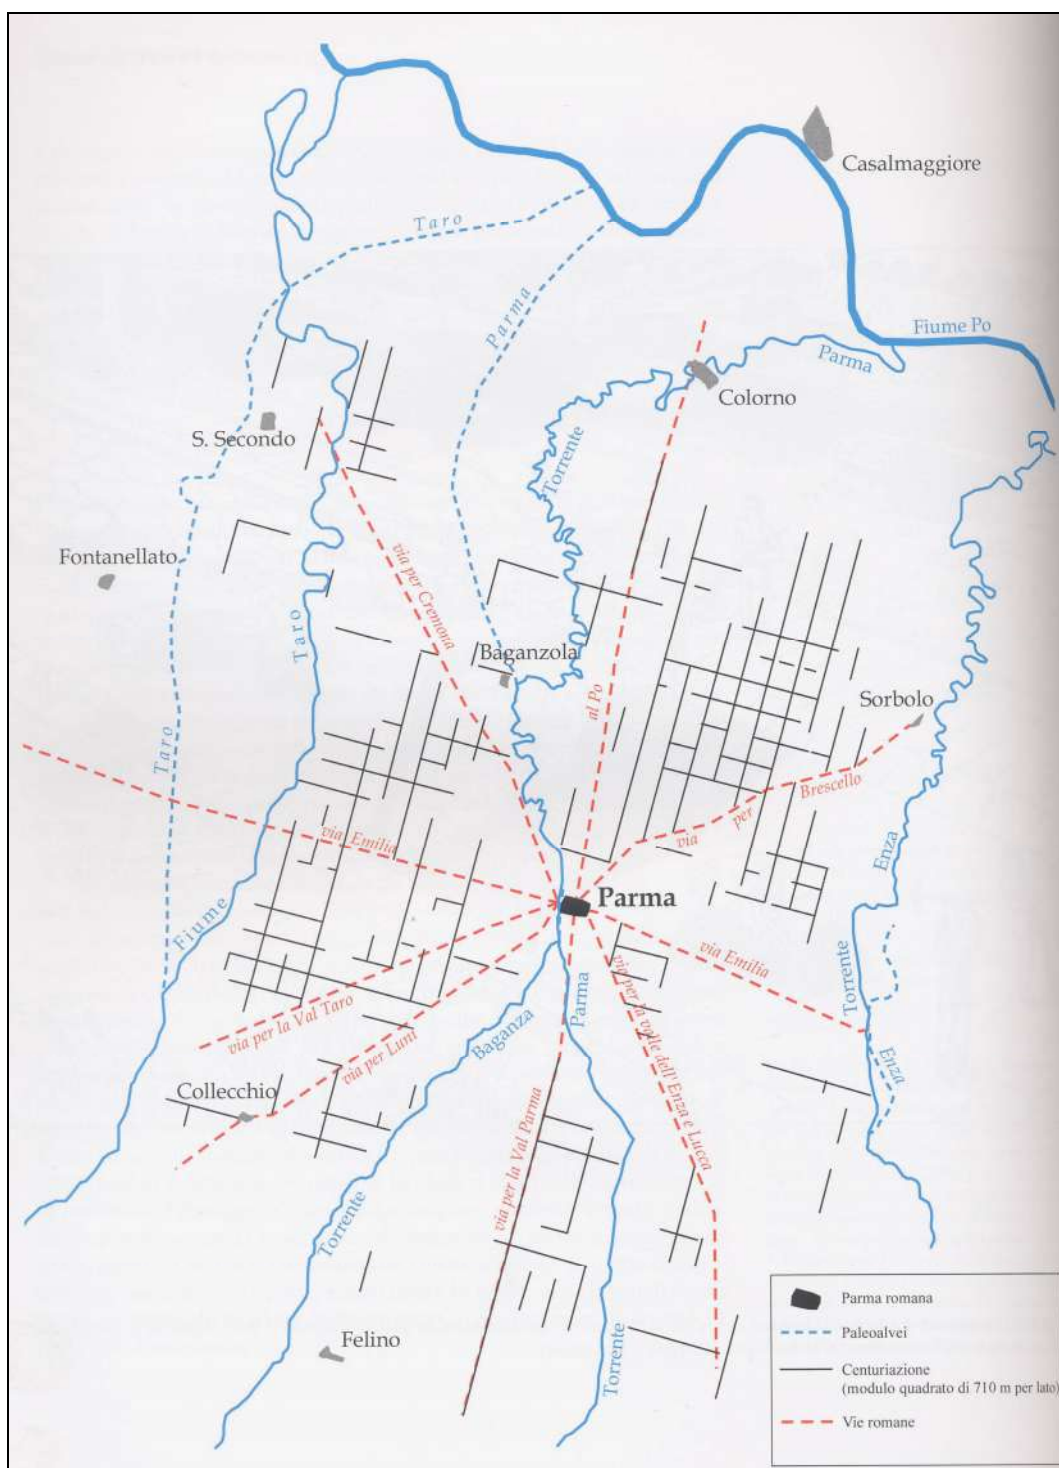 Casalmaggiore
Taro
Parma
Fiume Po
Parma
Colorno
S. Secondo
Torrente
Fontanellato
via per Cremona
Taro
Baganzola
al Po
Sorbolo
Taro
Brescello
per
via
via Emilia
Enza
Parma
Fiume
via Emilia
Torrente
via per la Val Taro
via per Luni
Baganza
Parma
via per la valle dell'Enza e Lucca
Enza
Collecchio
via per la Val Parma
Torrente
Felino
Torrente
Parma romana
Paleoalvei
Centuriazione
(modulo quadrato di 710 m per lato)
Vie romane